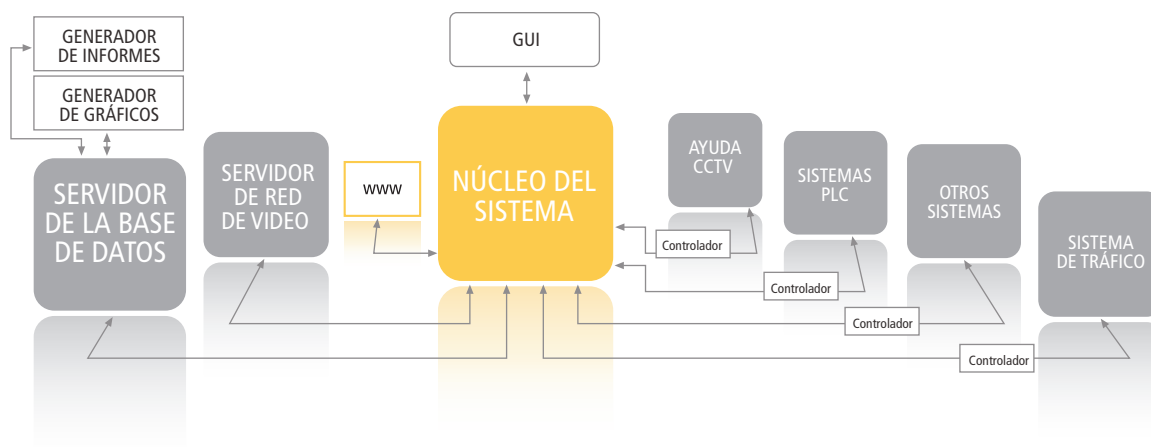 GENERADOR
DE INFORMES
GENERADOR
DE GRÁFICOS
SERVIDOR
DE LA BASE
DE DATOS
SERVIDOR
DE RED
DE VIDEO
www
GUI
NÚCLEO DEL
SISTEMA
AYUDA
CCTV
SISTEMAS
PLC
OTROS
SISTEMAS
SISTEMA
DE TRÁFICO
Controlador
Controlador
Controlador
Controlador